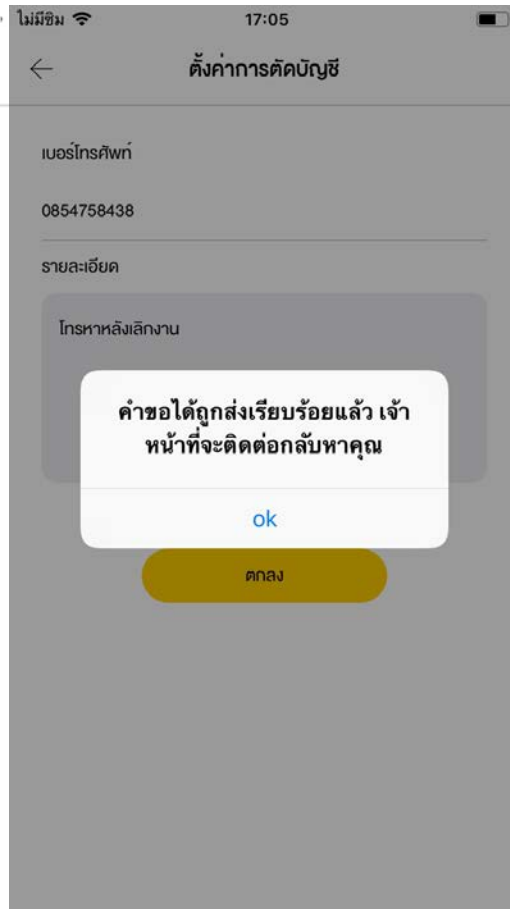 ไม่มีซิม 17:05
ตั้งค่าการตัดบัญชี
เบอร์โทรศัพท์
0854758438
รายละเอียด
โทรหาหลังเลิกงาน
คำขอได้ถูกส่งเรียบร้อยแล้ว เจ้า
หน้าที่จะติดต่อกลับหาคุณ
ok
ตกลง